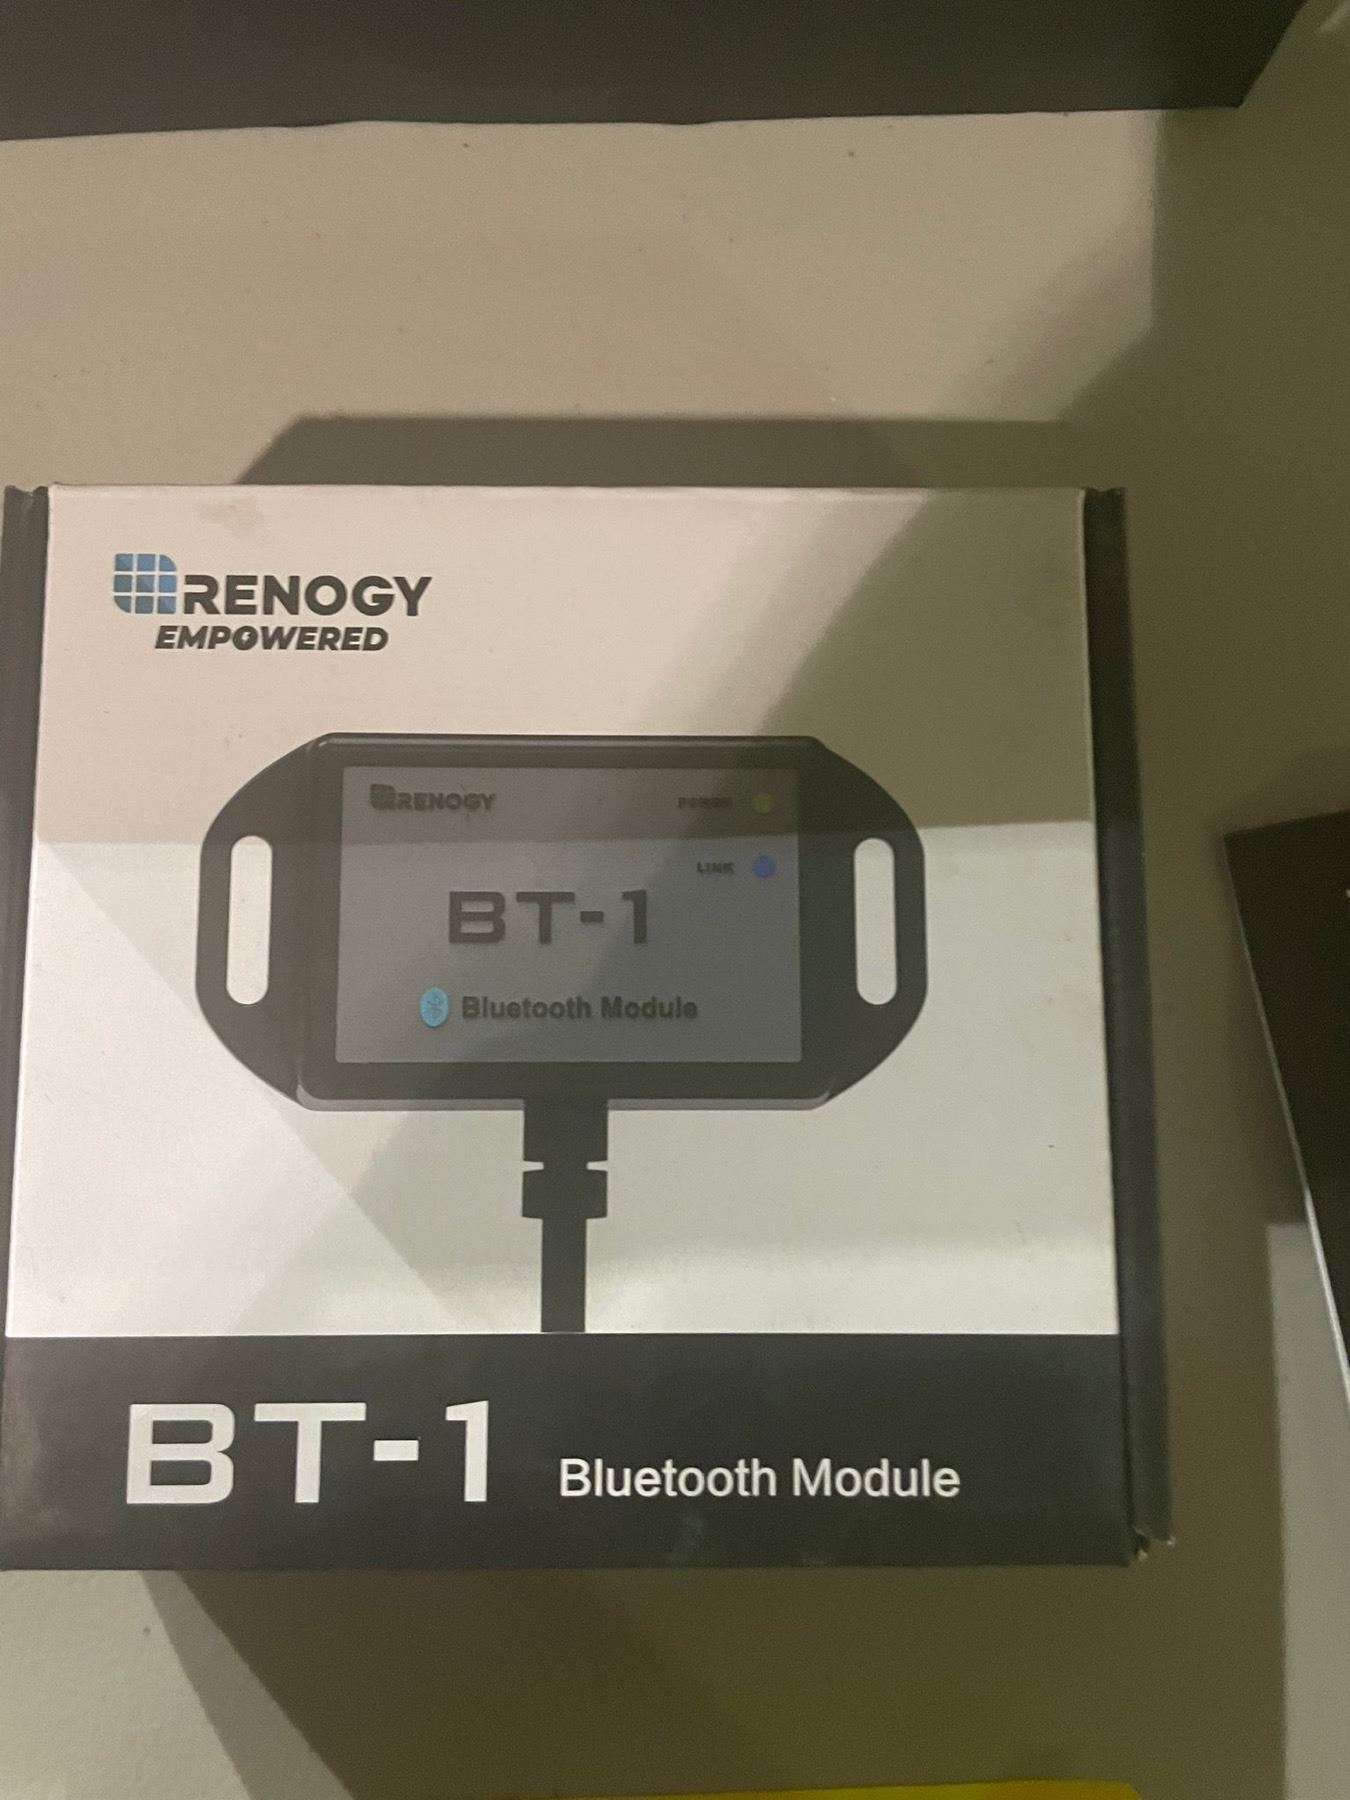 RENOGY
EMPOWERED
RENOGY
POWER
LINK
BT-1
Bluetooth Module
BT-1 Bluetooth Module